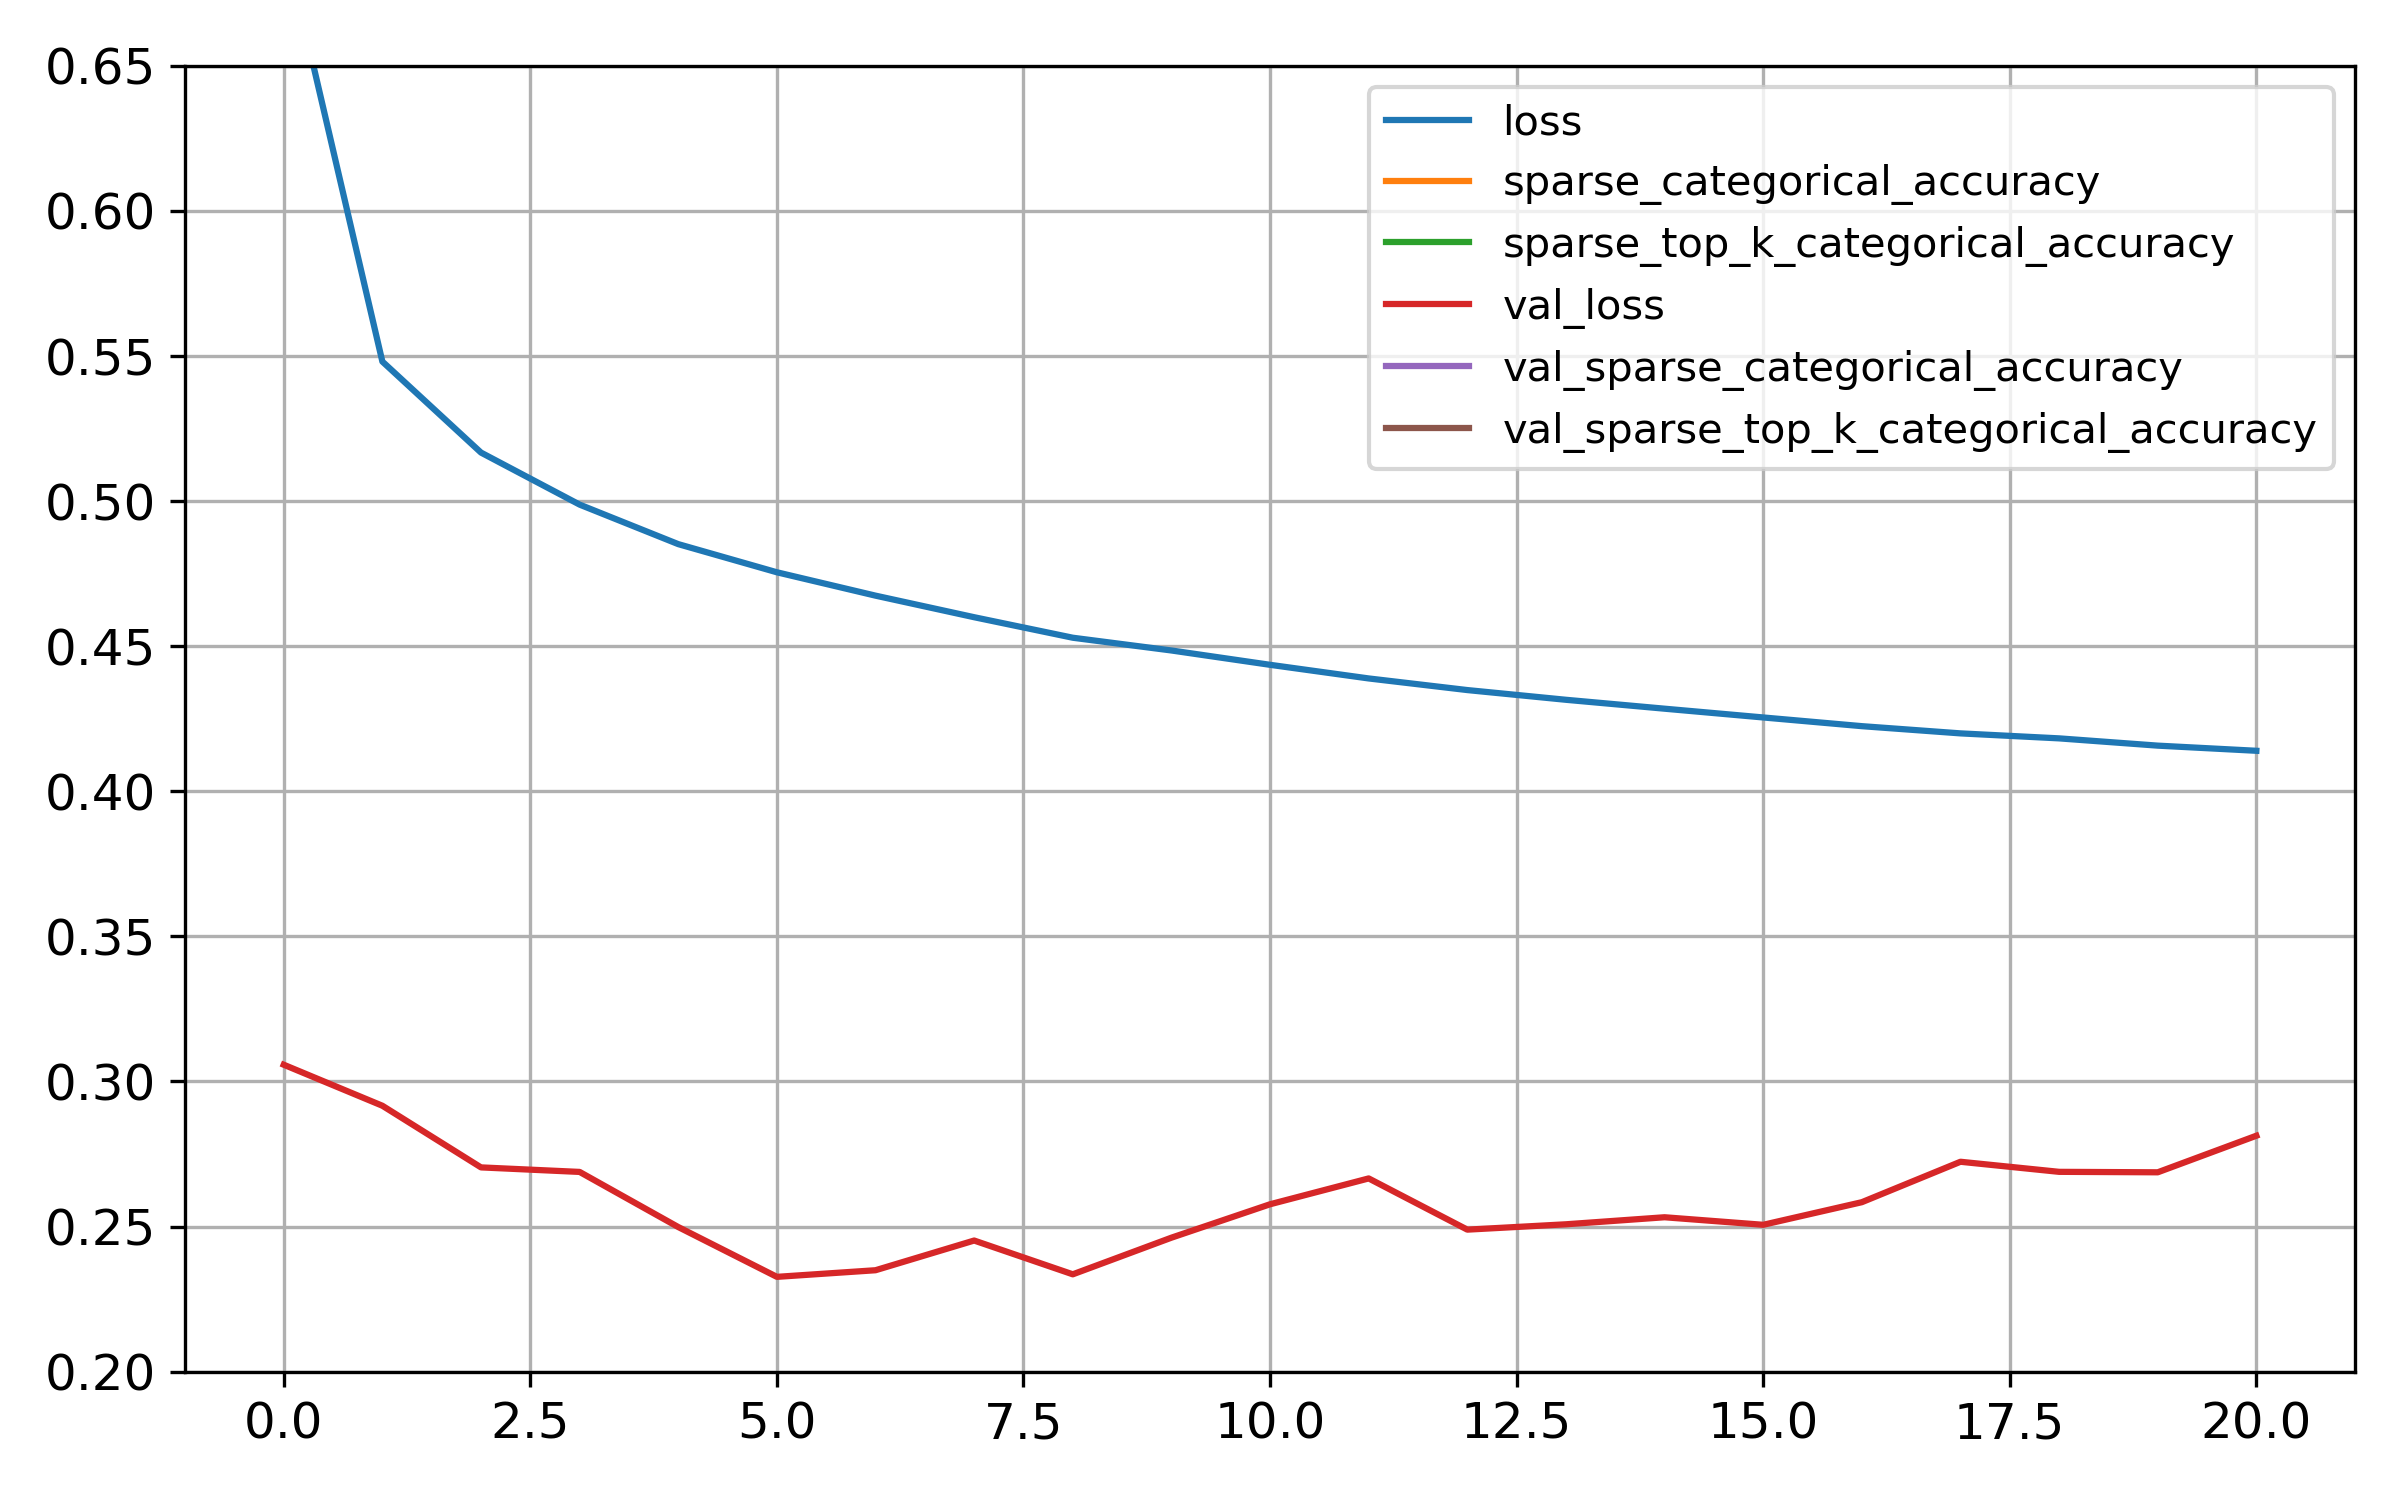 0.65
0.60
0.55
0.50
0.45
0.40
0.35
0.30
0.25
0.20
loss
sparse_categorical_accuracy
sparse_top_k_categorical_accuracy
val_loss
val_sparse_categorical_accuracy
val_sparse_top_k_categorical_accuracy
0.0 2.5 5.0 7.5 10.0 12.5 15.0 17.5 20.0